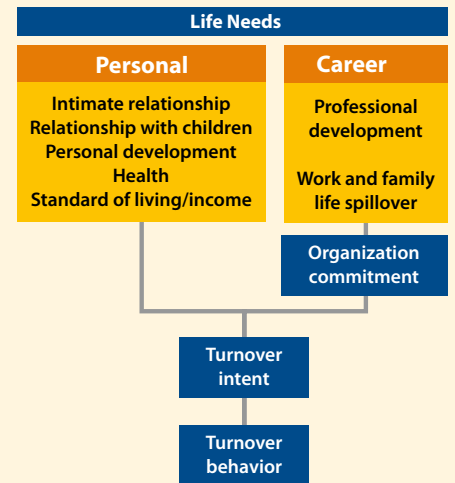 Life Needs
Personal
Intimate relationship
Relationship with children
Personal development
Health
Standard of living/income
Career
Professional
development
Work and family
life spillover
Organization
commitment
Turnover
intent
Turnover
behavior